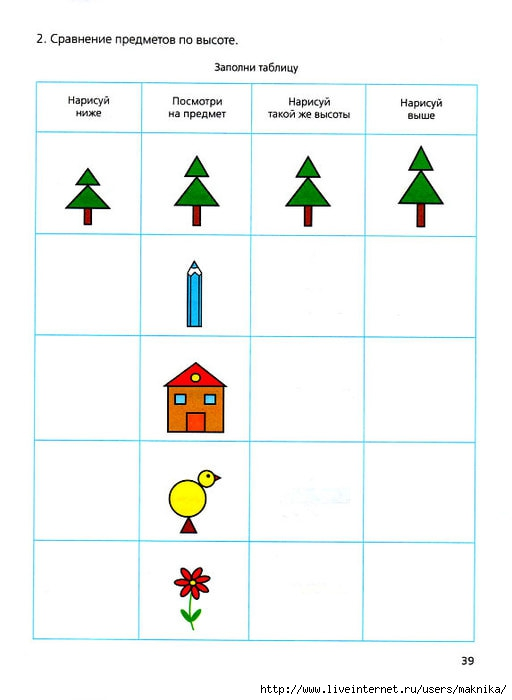 2. Сравнение предметов по высоте.
Заполни таблицу
Нарисуй
ниже
Посмотри
на предмет
Нарисуй
такой же высоты
Нарисуй
выше
39
http://www.liveinternet.ru/users/maknika/